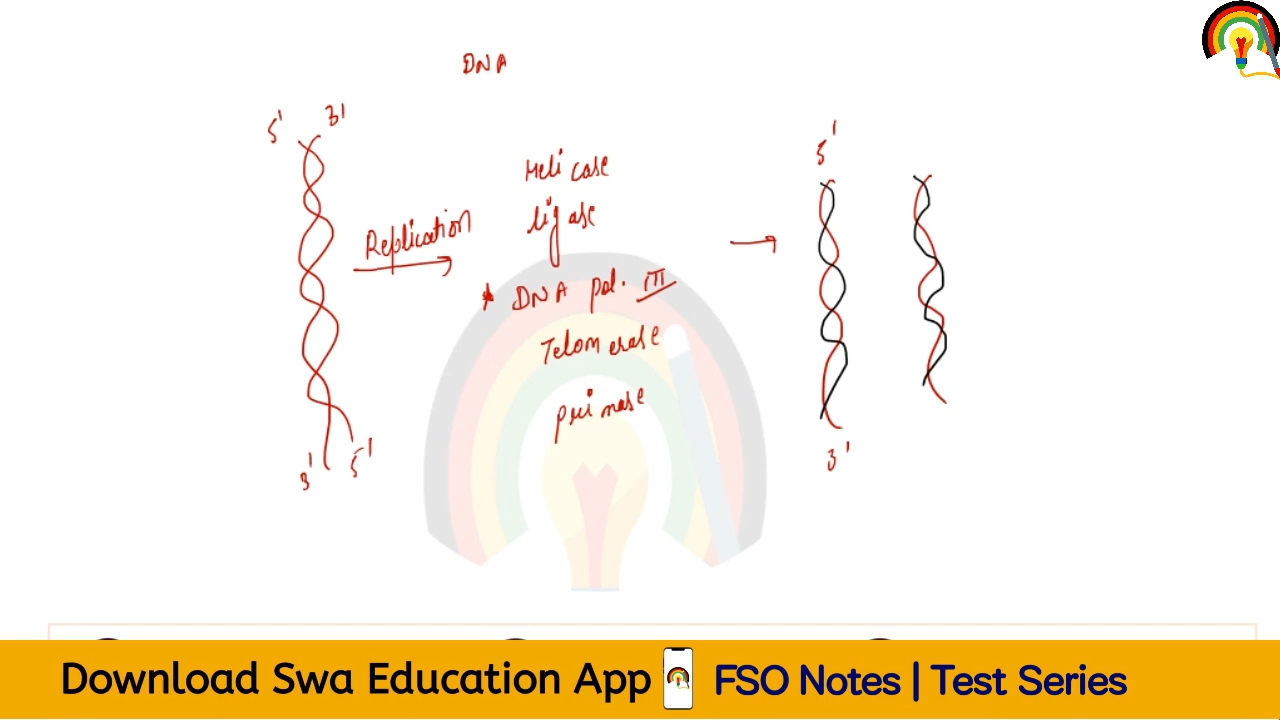 DNA
5' 3'
Replication
Helicase
ligase
* DNA pol. III
Telomerase
primase
3' 5'
5'
3'
Download Swa Education App
FSO Notes | Test Series